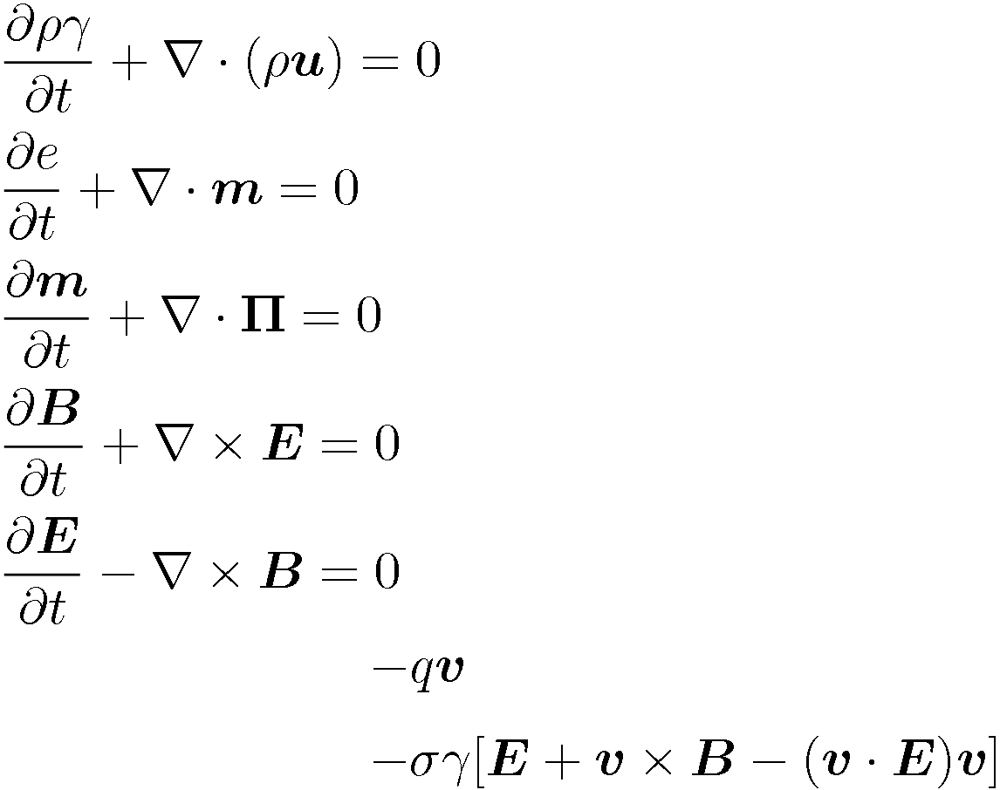 ∂ργ/∂t + ∇ · (ρ𝒖) = 0
∂e/∂t + ∇ · 𝒎 = 0
∂𝒎/∂t + ∇ · 𝚷 = 0
∂𝑩/∂t + ∇ × 𝑬 = 0
∂𝑬/∂t − ∇ × 𝑩 = 0
−q𝒗
−σγ[𝑬 + 𝒗 × 𝑩 − (𝒗 · 𝑬)𝒗]